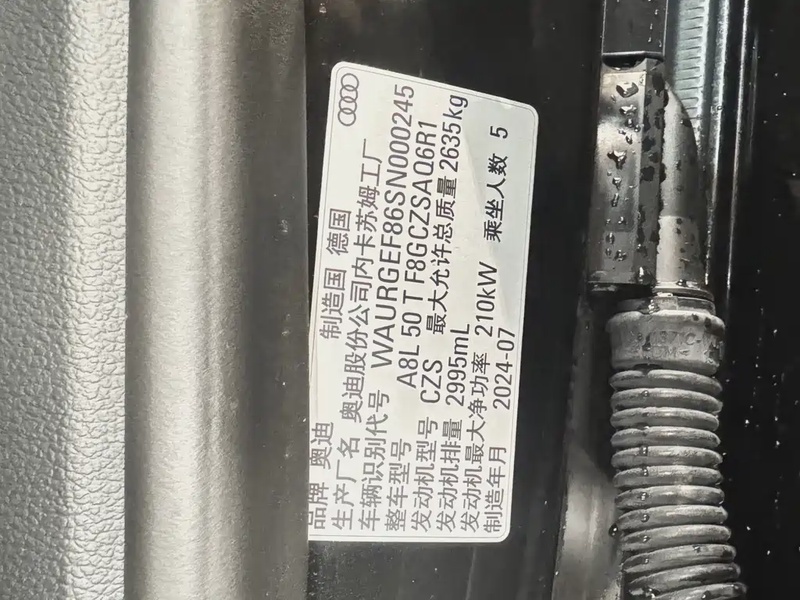 品牌 奥迪 制造国 德国
生产厂名 奥迪股份公司内卡苏姆工厂
车辆识别代号 WAURGEF86SN000245
整车型号 A8L 50 T F8GCZSAQ6R1
发动机型号 CZS 最大允许总质量 2635kg
发动机排量 2995mL
发动机最大净功率 210kW 乘坐人数 5
制造年月 2024-07